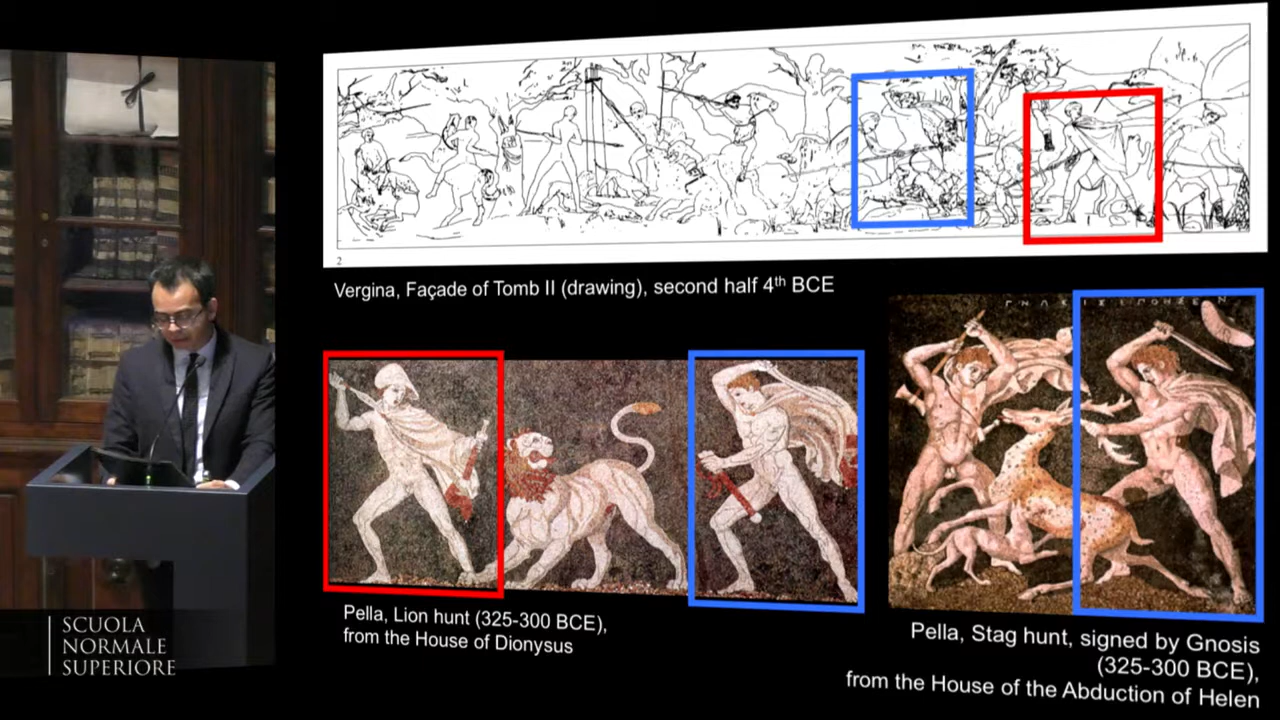 2
Vergina, Façade of Tomb II (drawing), second half 4th BCE
ΓΝΩΣΙΣ ΕΠΟΗΣΕΝ
Pella, Lion hunt (325-300 BCE),
from the House of Dionysus
Pella, Stag hunt, signed by Gnosis
(325-300 BCE),
from the House of the Abduction of Helen
SCUOLA
NORMALE
SUPERIORE